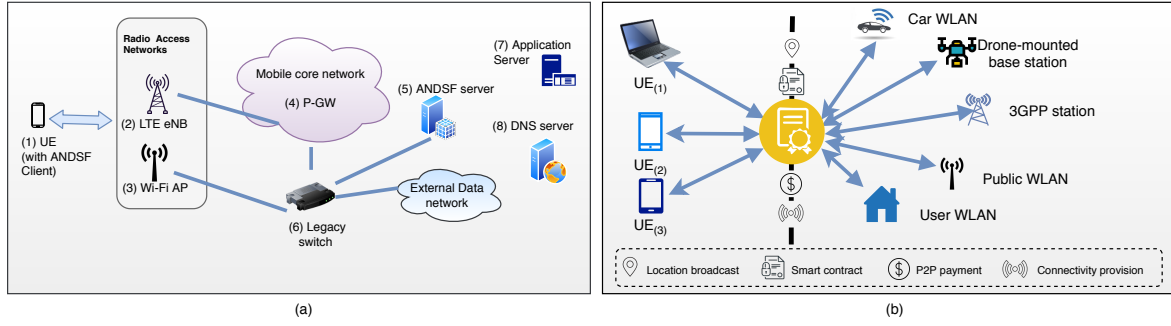 Radio Access
Networks
(2) LTE eNB
(3) Wi-Fi AP
(1) UE
(with ANDSF
Client)
Mobile core network
(4) P-GW
(5) ANDSF server
(7) Application
Server
(8) DNS server
External Data
network
(6) Legacy
switch
(a)
UE(1)
UE(2)
UE(3)
Car WLAN
Drone-mounted
base station
3GPP station
Public WLAN
User WLAN
$
Location broadcast
Smart contract
$ P2P payment
Connectivity provision
(b)